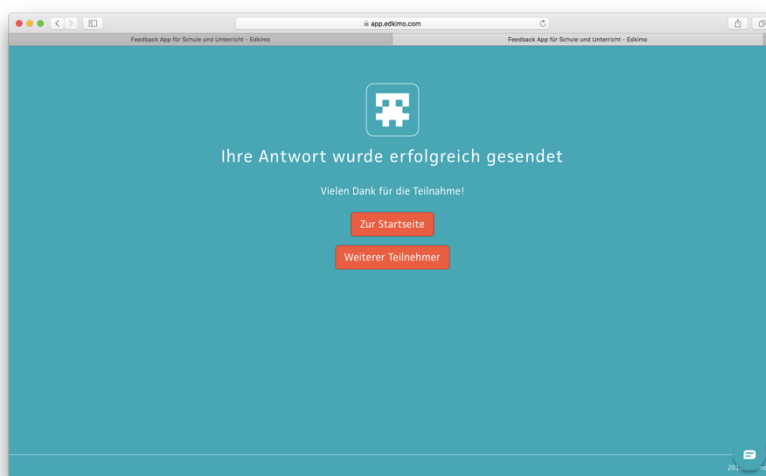 app.edkimo.com
Feedback App für Schule und Unterricht – Edkimo
Feedback App für Schule und Unterricht – Edkimo
Ihre Antwort wurde erfolgreich gesendet
Vielen Dank für die Teilnahme!
Zur Startseite
Weiterer Teilnehmer